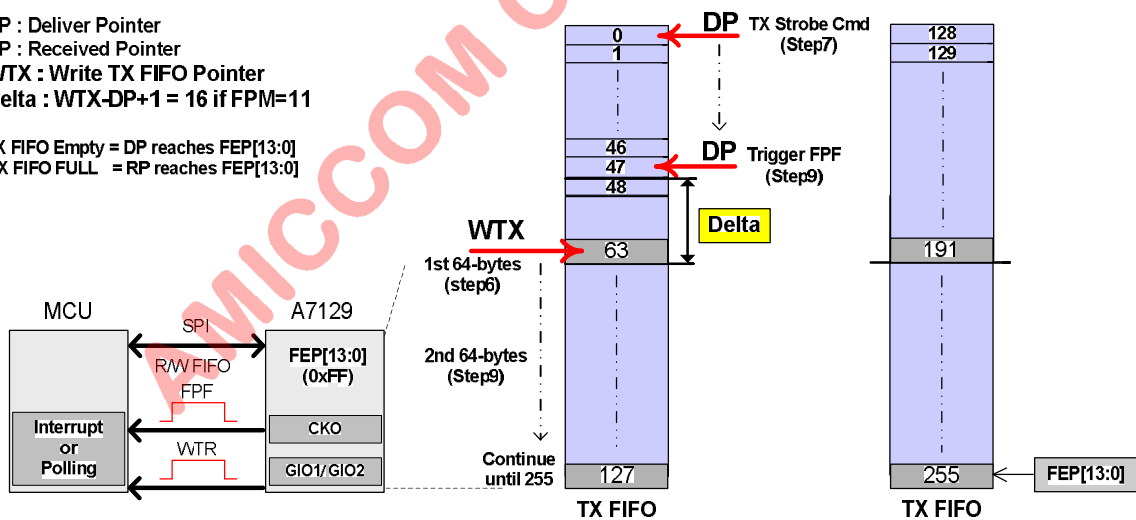 P : Deliver Pointer
P : Received Pointer
WTX : Write TX FIFO Pointer
elta : WTX-DP+1 = 16 if FPM=11
X FIFO Empty = DP reaches FEP[13:0]
X FIFO FULL = RP reaches FEP[13:0]
AMICCOM C
0
1
46
47
48
63
127
TX FIFO
DP TX Strobe Cmd
(Step7)
DP Trigger FPF
(Step9)
Delta
WTX
1st 64-bytes
(step6)
2nd 64-bytes
(Step9)
Continue
until 255
128
129
191
255
TX FIFO
FEP[13:0]
MCU
A7129
SPI
R/W FIFO
FPF
WTR
Interrupt
or
Polling
FEP[13:0]
(0xFF)
CKO
GIO1/GIO2